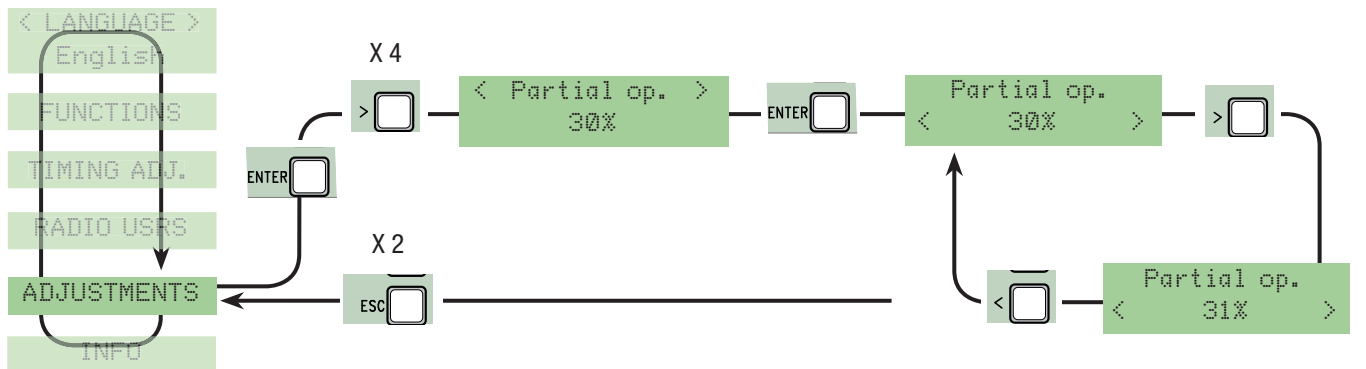 < LANGUAGE >
English
FUNCTIONS
TIMING ADJ.
RADIO USRS
ADJUSTMENTS
INFO
ENTER
X 4
>
< Partial op. >
30%
ENTER
Partial op.
< 30% >
>
Partial op.
< 31% >
<
X 2
ESC